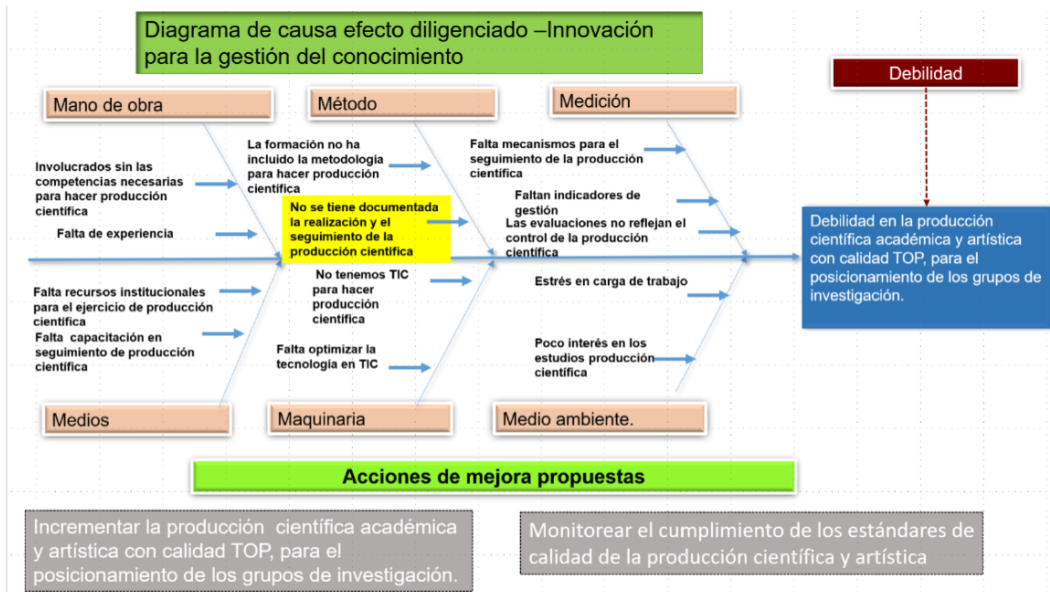 Diagrama de causa efecto diligenciado –Innovación
para la gestión del conocimiento
Debilidad
Mano de obra
Método
Medición
Involucrados sin las
competencias necesarias
para hacer producción
científica
Falta de experiencia
La formación no ha
incluido la metodología
para hacer producción
científica
No se tiene documentada
la realización y el
seguimiento de la
producción científica
Falta mecanismos para el
seguimiento de la producción
científica
Faltan indicadores de
gestión
Las evaluaciones no reflejan el
control de la producción
científica
Debilidad en la producción
científica académica y artística
con calidad TOP, para el
posicionamiento de los grupos de
investigación.
Falta recursos institucionales
para el ejercicio de producción
científica
Falta capacitación en
seguimiento de producción
científica
No tenemos TIC
para hacer
producción
científica
Falta optimizar la
tecnología en TIC
Estrés en carga de trabajo
Poco interés en los
estudios producción
científica
Medios
Maquinaria
Medio ambiente.
Acciones de mejora propuestas
Incrementar la producción científica académica
y artística con calidad TOP, para el
posicionamiento de los grupos de investigación.
Monitorear el cumplimiento de los estándares de
calidad de la producción científica y artística